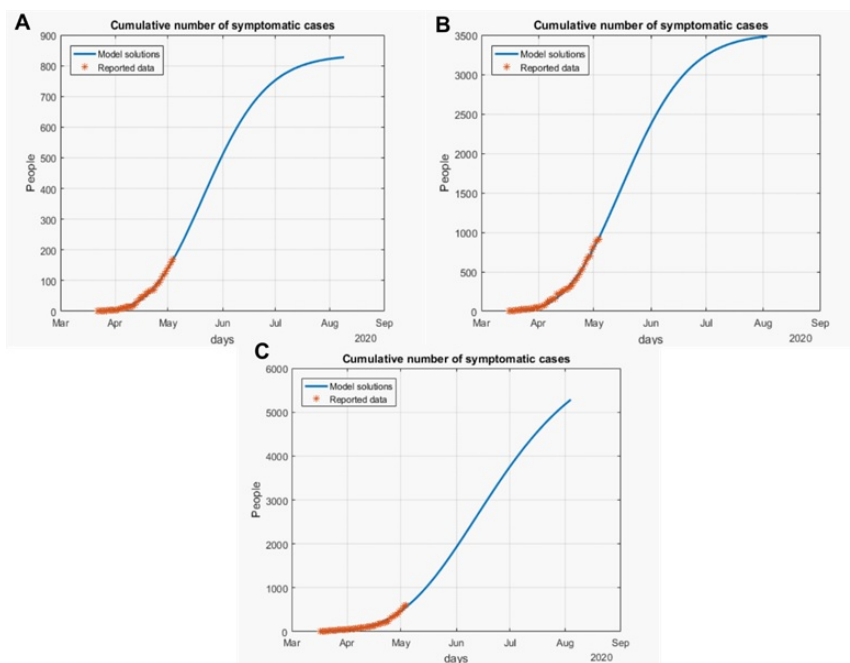 A
Cumulative number of symptomatic cases
900
800
700
600
500
400
300
200
100
0
People
Model solutions
Reported data
Mar Apr May Jun Jul Aug Sep
days 2020
B
Cumulative number of symptomatic cases
3500
3000
2500
2000
1500
1000
500
0
People
Model solutions
Reported data
Mar Apr May Jun Jul Aug Sep
days 2020
C
Cumulative number of symptomatic cases
6000
5000
4000
3000
2000
1000
0
People
Model solutions
Reported data
Mar Apr May Jun Jul Aug Sep
days 2020